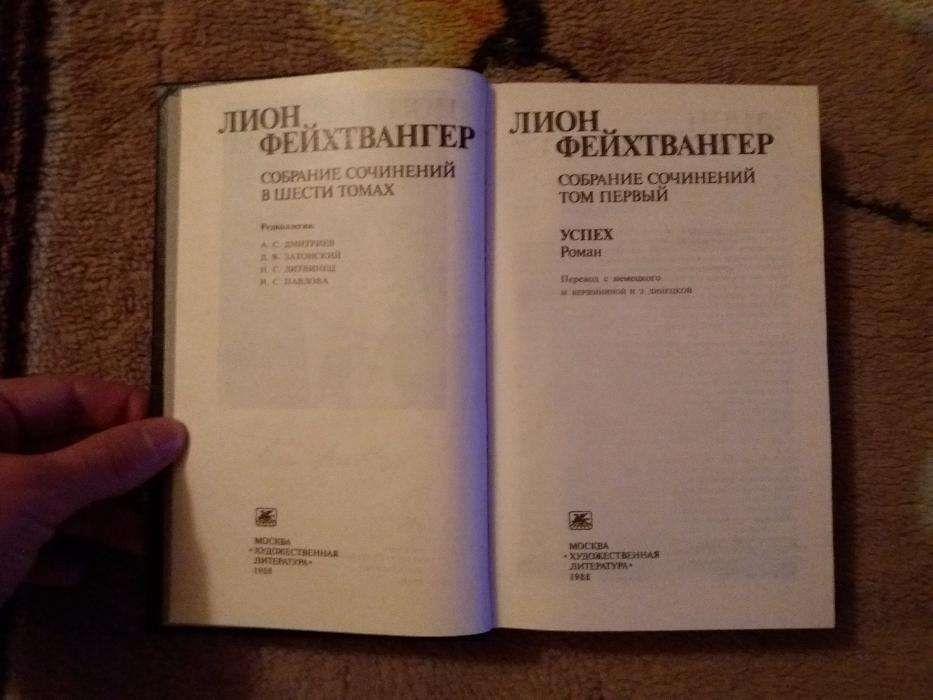 ЛИОН
ФЕЙХТВАНГЕР
СОБРАНИЕ СОЧИНЕНИЙ
В ШЕСТИ ТОМАХ
Редколлегия:
А. С. ДМИТРИЕВ
Д. В. ЗАТОНСКИЙ
И. С. ПАВЛОВА
МОСКВА
«ХУДОЖЕСТВЕННАЯ
ЛИТЕРАТУРА»
1988
ЛИОН
ФЕЙХТВАНГЕР
СОБРАНИЕ СОЧИНЕНИЙ
ТОМ ПЕРВЫЙ
УСПЕХ
Роман
Перевод с немецкого
И Э. ЛИНЕЦКОЙ
МОСКВА
«ХУДОЖЕСТВЕННАЯ
ЛИТЕРАТУРА»
1988